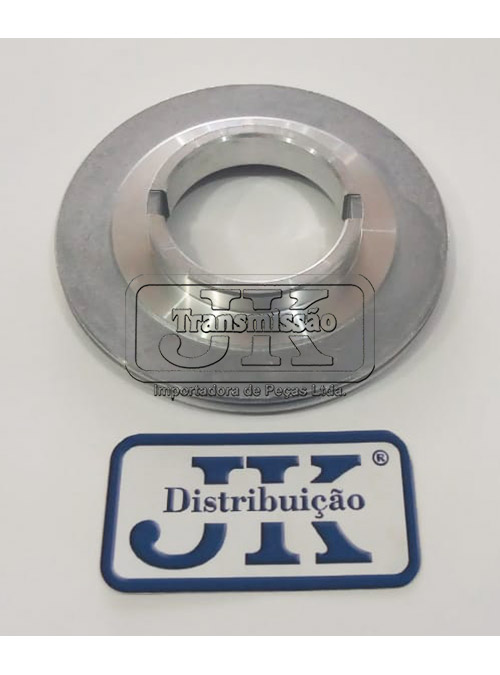 JK
Transmissão
Importadora de Peças Ltda.
JK ®
Distribuição